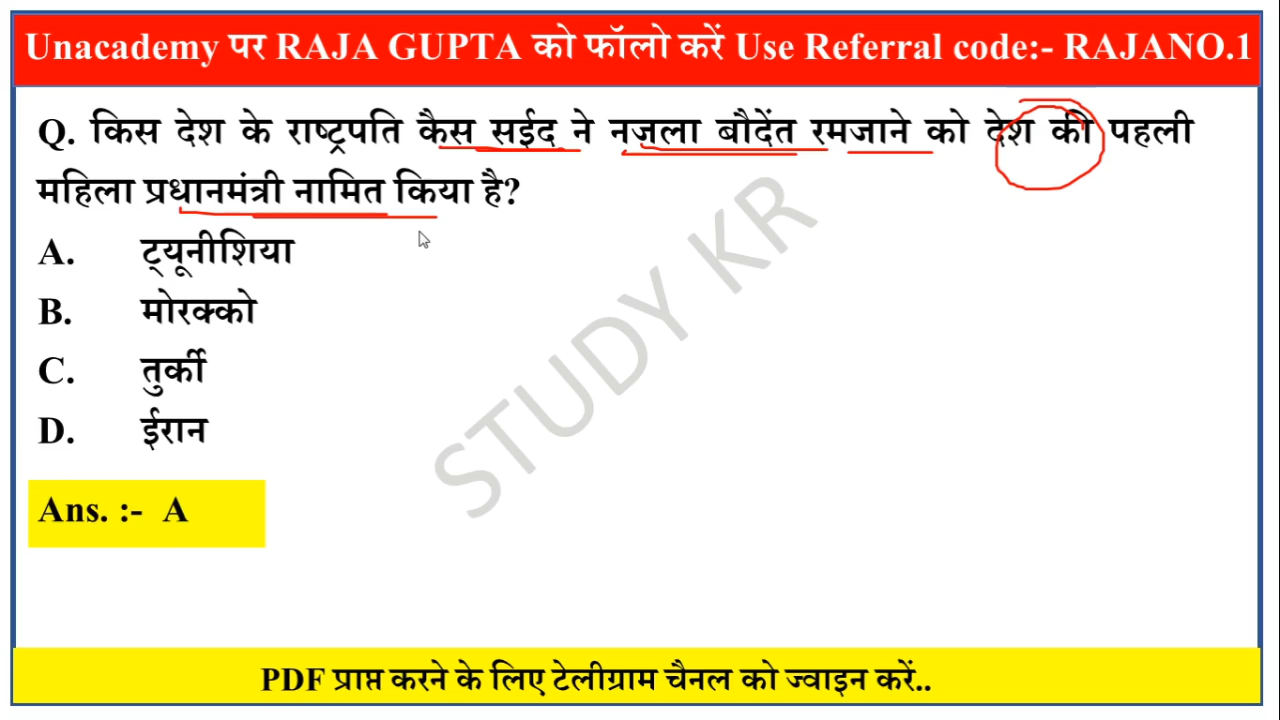 Unacademy पर RAJA GUPTA को फॉलो करें Use Referral code:- RAJANO.1
Q. किस देश के राष्ट्रपति कैस सईद ने नजला बौदेंत रमजाने को देश की पहली
महिला प्रधानमंत्री नामित किया है?
A. ट्यूनीशिया
B. मोरक्को
C. तुर्की
D. ईरान
STUDY KR
Ans. :- A
PDF प्राप्त करने के लिए टेलीग्राम चैनल को ज्वाइन करें..